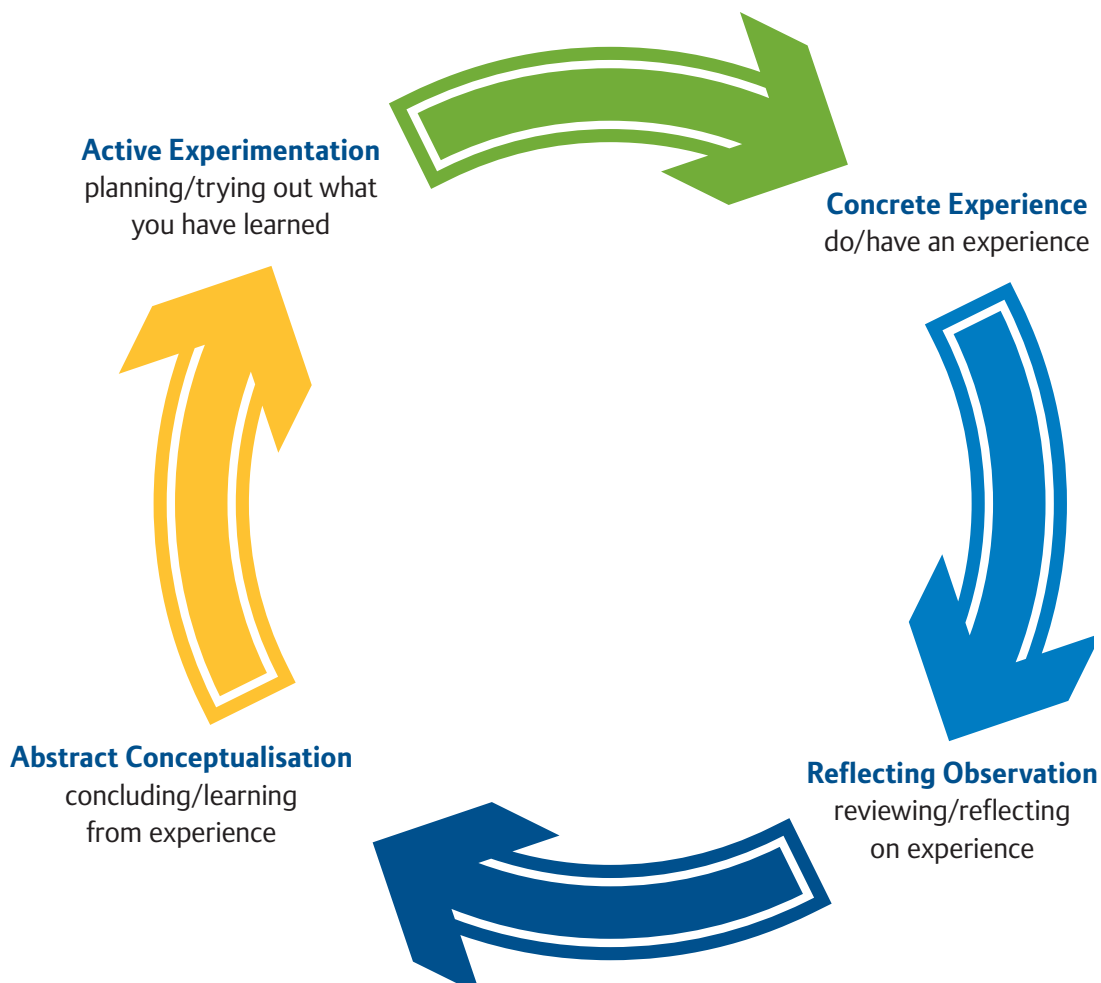 Active Experimentation
planning/trying out what
you have learned
Concrete Experience
do/have an experience
Reflecting Observation
reviewing/reflecting
on experience
Abstract Conceptualisation
concluding/learning
from experience